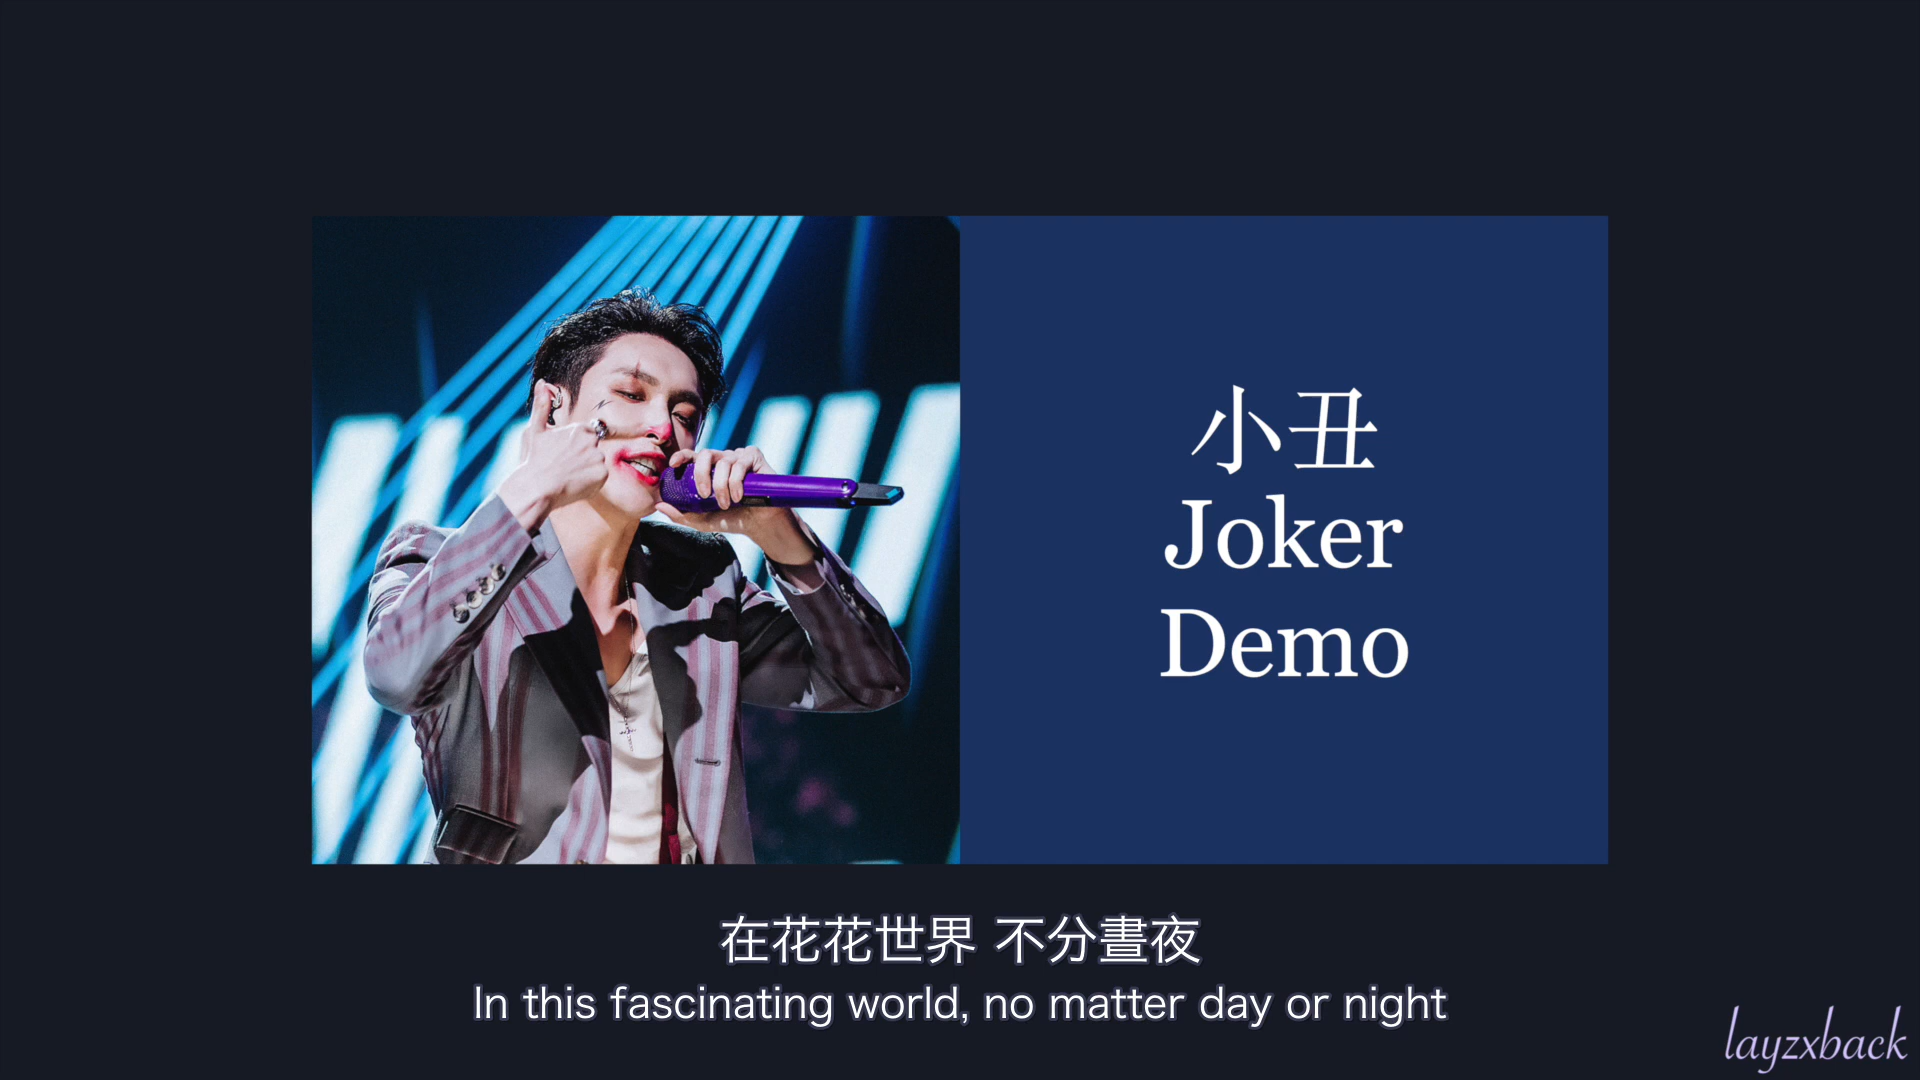 小丑
Joker
Demo
在花花世界 不分晝夜
In this fascinating world, no matter day or night
layzxback